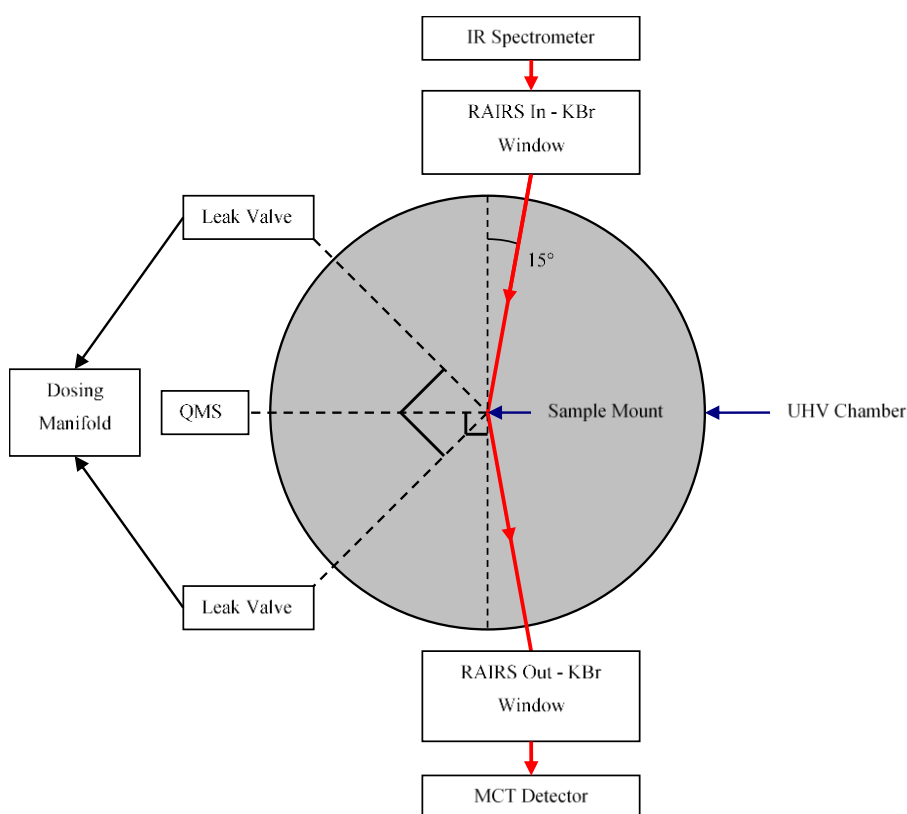 IR Spectrometer
RAIRS In - KBr
Window
Leak Valve
15°
Dosing
Manifold
QMS
Sample Mount
UHV Chamber
Leak Valve
RAIRS Out - KBr
Window
MCT Detector